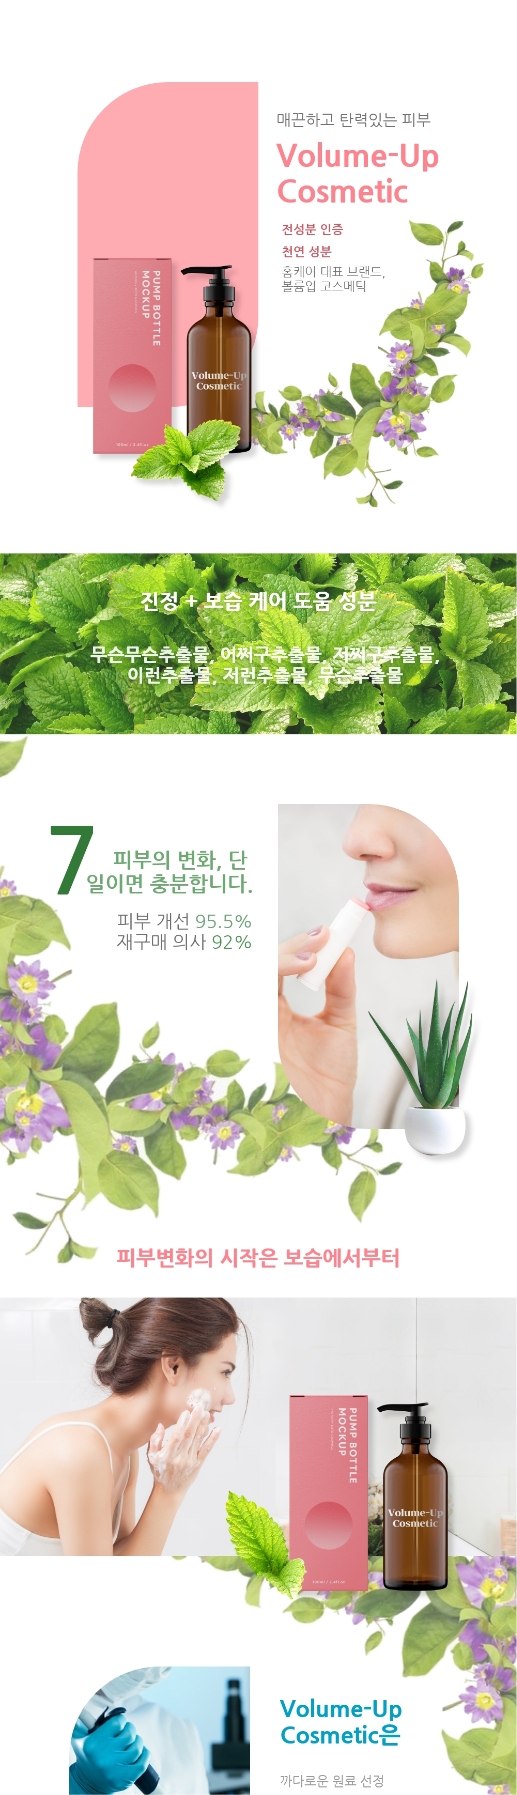 매끈하고 탄력있는 피부
Volume-Up
Cosmetic
전성분 인증
천연 성분
홈케이 대표 브랜드,
볼륨업 코스메틱
PUMP BOTTLE
MOCKUP
Volume-Up
Cosmetic
진정 + 보습 케어 도움 성분
무슨무슨추출물, 어쩌구추출물, 저쩌구추출물,
이런추출물, 저런추출물, 무슨추출물
7
피부의 변화, 단
일이면 충분합니다.
피부 개선 95.5%
재구매 의사 92%
피부변화의 시작은 보습에서부터
PUMP BOTTLE
MOCKUP
Volume-Up
Cosmetic
Volume-Up
Cosmetic은
까다로운 원료 선정